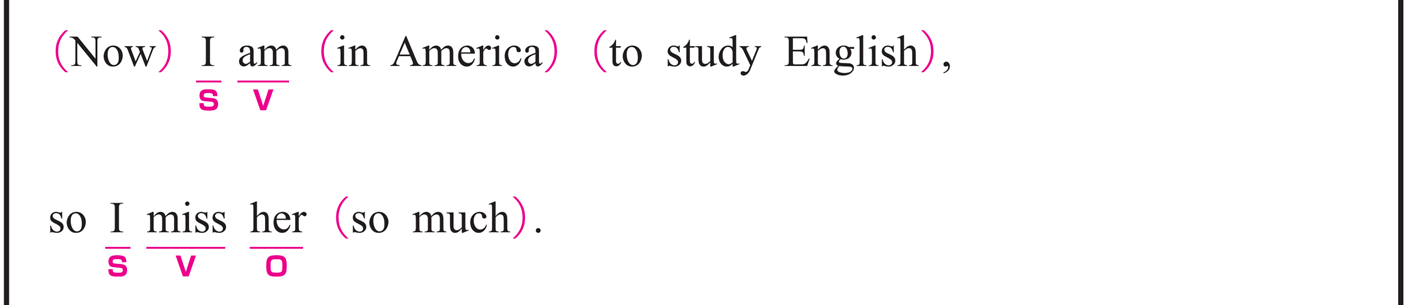 (Now) I am (in America) (to study English),
S V
so I miss her (so much).
S V O